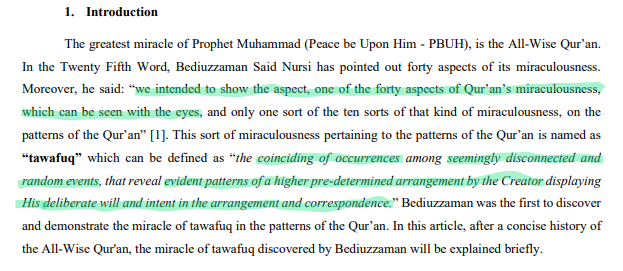 1. Introduction
The greatest miracle of Prophet Muhammad (Peace be Upon Him - PBUH), is the All-Wise Qur'an.
In the Twenty Fifth Word, Bediuzzaman Said Nursi has pointed out forty aspects of its miraculousness.
Moreover, he said: “we intended to show the aspect, one of the forty aspects of Qur’an’s miraculousness,
which can be seen with the eyes, and only one sort of the ten sorts of that kind of miraculousness, on the
patterns of the Qur’an” [1]. This sort of miraculousness pertaining to the patterns of the Qur’an is named as
“tawafuq” which can be defined as “the coinciding of occurrences among seemingly disconnected and
random events, that reveal evident patterns of a higher pre-determined arrangement by the Creator displaying
His deliberate will and intent in the arrangement and correspondence.” Bediuzzaman was the first to discover
and demonstrate the miracle of tawafuq in the patterns of the Qur’an. In this article, after a concise history of
the All-Wise Qur'an, the miracle of tawafuq discovered by Bediuzzaman will be explained briefly.